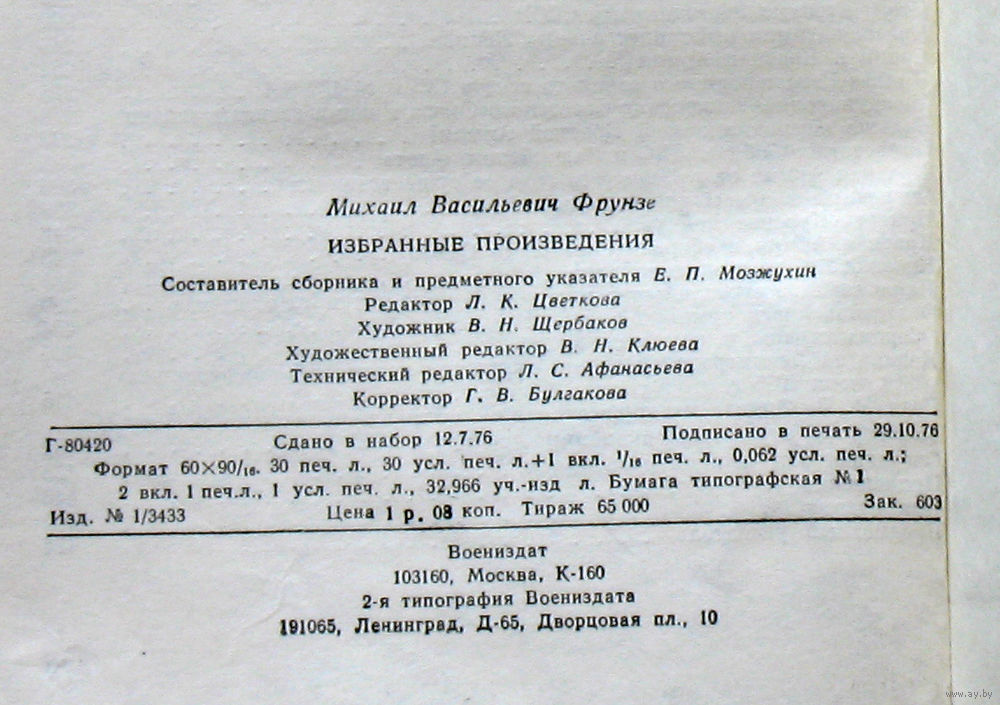 Михаил Васильевич Фрунзе
ИЗБРАННЫЕ ПРОИЗВЕДЕНИЯ
Составитель сборника и предметного указателя Е. П. Мозжухин
Редактор Л. К. Цветкова
Художник В. Н. Щербаков
Художественный редактор В. Н. Клюева
Технический редактор Л. С. Афанасьева
Корректор Г. В. Булгакова
Г-80420 Сдано в набор 12.7.76 Подписано в печать 29.10.76
Формат 60×90/16. 30 печ. л., 30 усл. печ. л.+1 вкл. 1/16 печ. л., 0,062 усл. печ. л.;
2 вкл. 1 печ.л., 1 усл. печ. л., 32,966 уч.-изд л. Бумага типографская №1
Изд. № 1/3433 Цена 1 р. 08 коп. Тираж 65 000 Зак. 603
Воениздат
103160, Москва, К-160
2-я типография Воениздата
191065, Ленинград, Д-65, Дворцовая пл., 10
www.ay.by